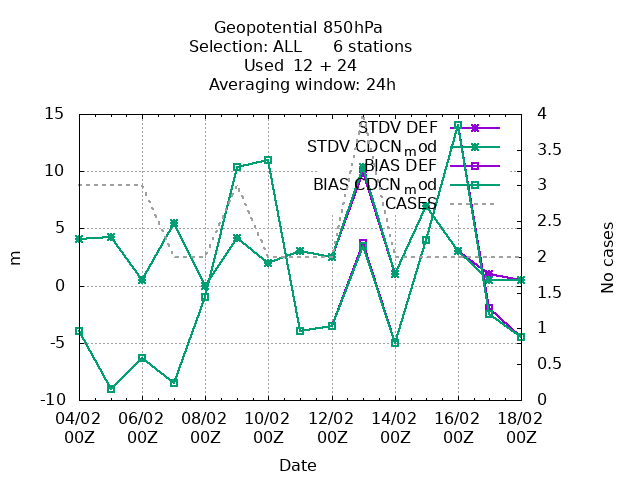 Geopotential 850hPa
Selection: ALL 6 stations
Used 12 + 24
Averaging window: 24h
15
10
5
0
-5
-10
m
4
3.5
3
2.5
2
1.5
1
0.5
0
No cases
STDV DEF
STDV CDCNmod
BIAS DEF
BIAS CDCNmod
CASES
04/02 06/02 08/02 10/02 12/02 14/02 16/02 18/02
00Z 00Z 00Z 00Z 00Z 00Z 00Z 00Z
Date